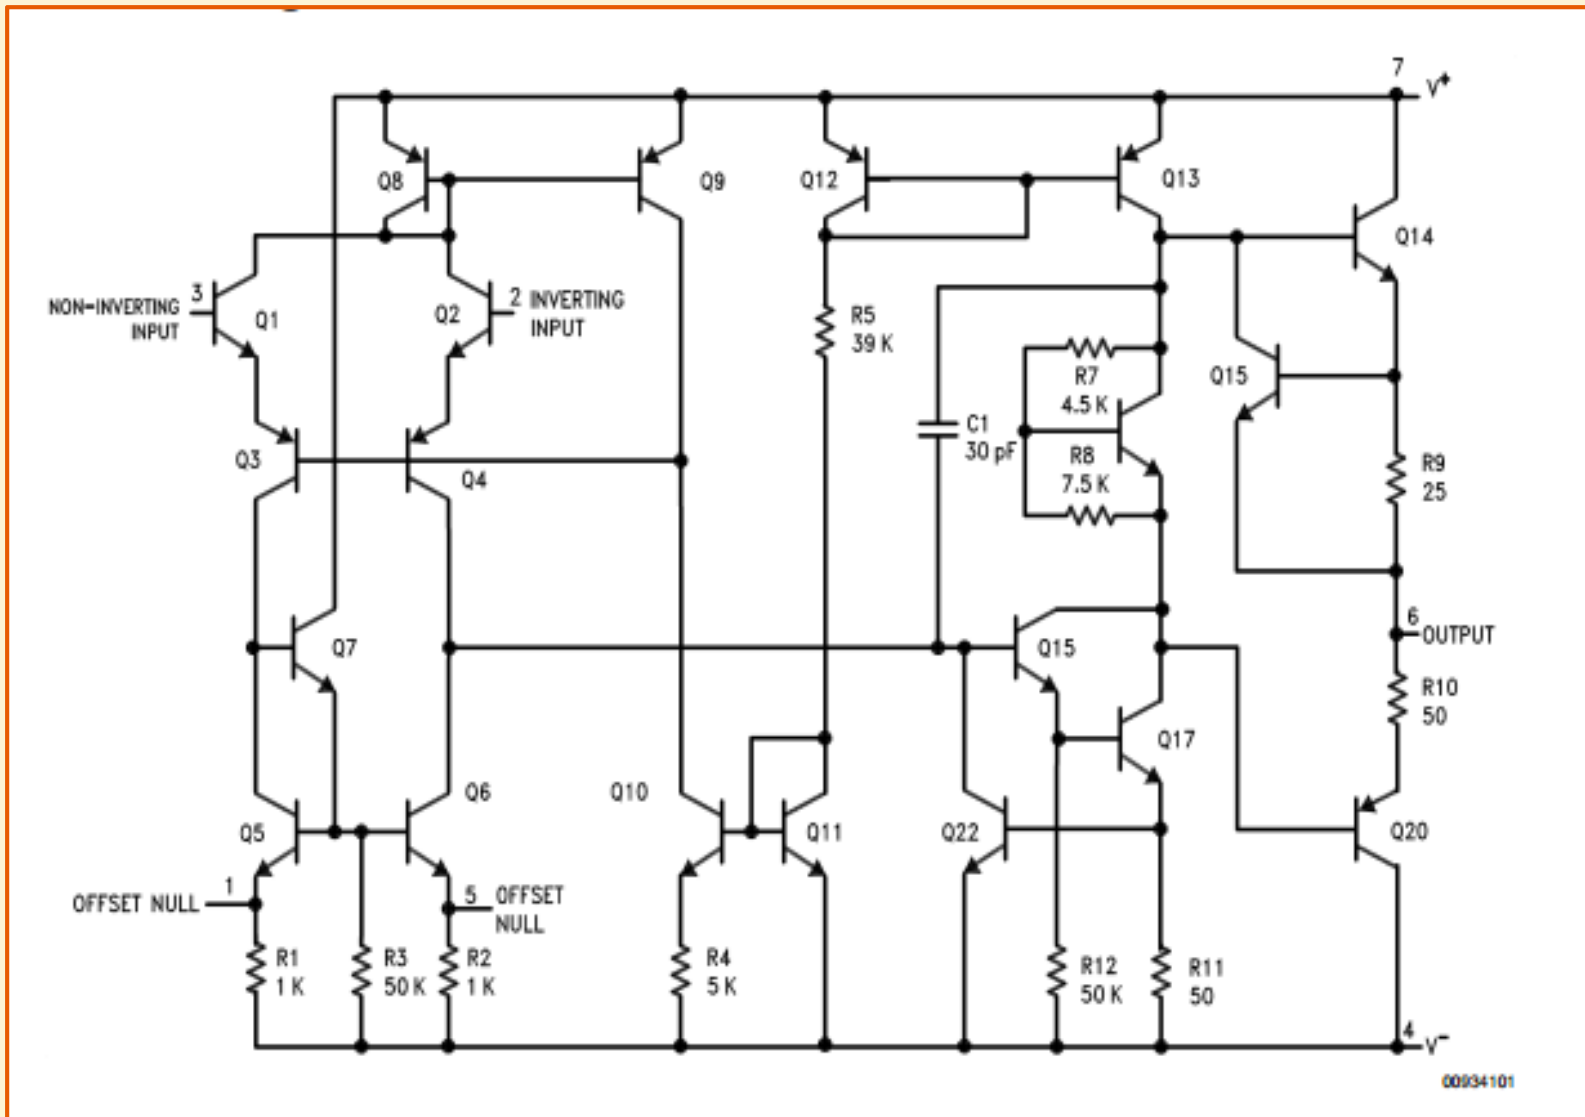 7
V+
Q8
Q9
Q12
Q13
Q14
NON-INVERTING
INPUT
3
Q1
Q2
2
INVERTING
INPUT
R5
39 K
R7
4.5 K
Q15
C1
30 pF
R8
7.5 K
Q3
Q4
R9
25
Q7
Q15
6
OUTPUT
R10
50
Q17
Q5
Q6
Q10
Q11
Q22
Q20
OFFSET NULL
1
5
OFFSET
NULL
R1
1 K
R3
50 K
R2
1 K
R4
5 K
R12
50 K
R11
50
4
V-
00934101